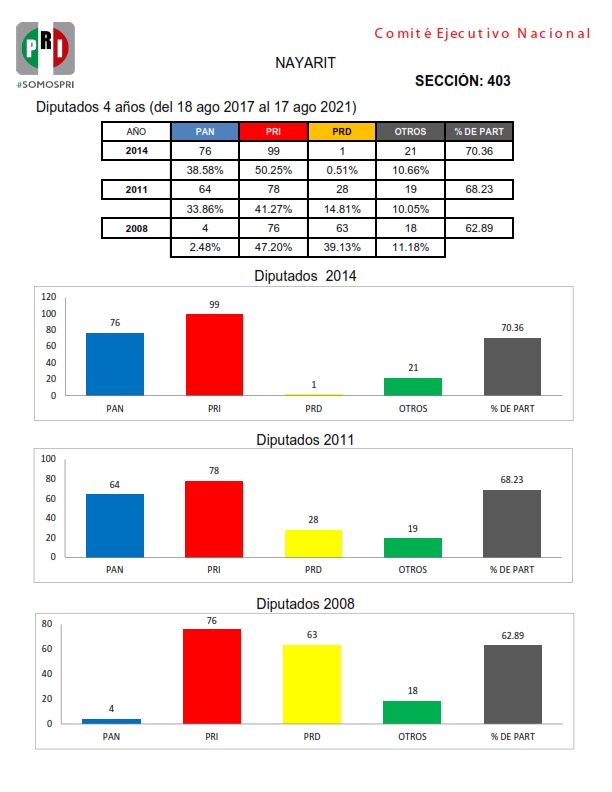 Comité Ejecutivo Nacional
PRI
#SOMOSPRI
NAYARIT
SECCIÓN: 403
Diputados 4 años (del 18 ago 2017 al 17 ago 2021)
AÑO PAN PRI PRD OTROS % DE PART
2014 76 99 1 21 70.36
38.58% 50.25% 0.51% 10.66%
2011 64 78 28 19 68.23
33.86% 41.27% 14.81% 10.05%
2008 4 76 63 18 62.89
2.48% 47.20% 39.13% 11.18%
Diputados 2014
120
100
80
60
40
20
0
76 99 1 21 70.36
PAN PRI PRD OTROS % DE PART
Diputados 2011
100
80
60
40
20
0
64 78 28 19 68.23
PAN PRI PRD OTROS % DE PART
Diputados 2008
80
60
40
20
0
4 76 63 18 62.89
PAN PRI PRD OTROS % DE PART